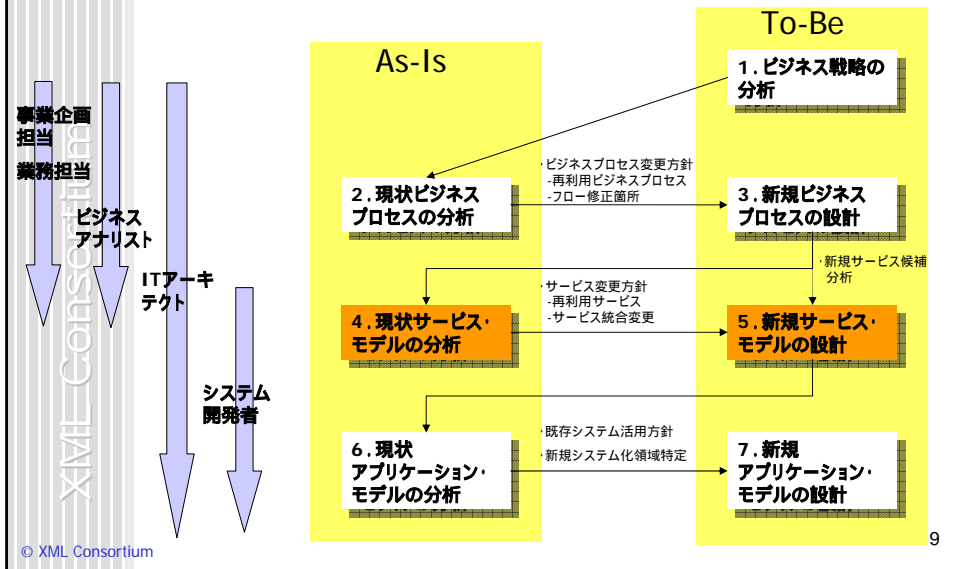 To-Be
As-Is
1.ビジネス戦略の
分析
事業企画
担当
業務担当
ビジネス
アナリスト
ITアーキ
テクト
システム
開発者
・ビジネスプロセス変更方針
-再利用ビジネスプロセス
-フロー修正箇所
2.現状ビジネス
プロセスの分析
3.新規ビジネス
プロセスの設計
・新規サービス候補
分析
・サービス変更方針
-再利用サービス
-サービス統合変更
4.現状サービス・
モデルの分析
5.新規サービス・
モデルの設計
・既存システム活用方針
・新規システム化領域特定
6.現状
アプリケーション・
モデルの分析
7.新規
アプリケーション・
モデルの設計
XML Consortium
© XML Consortium
9